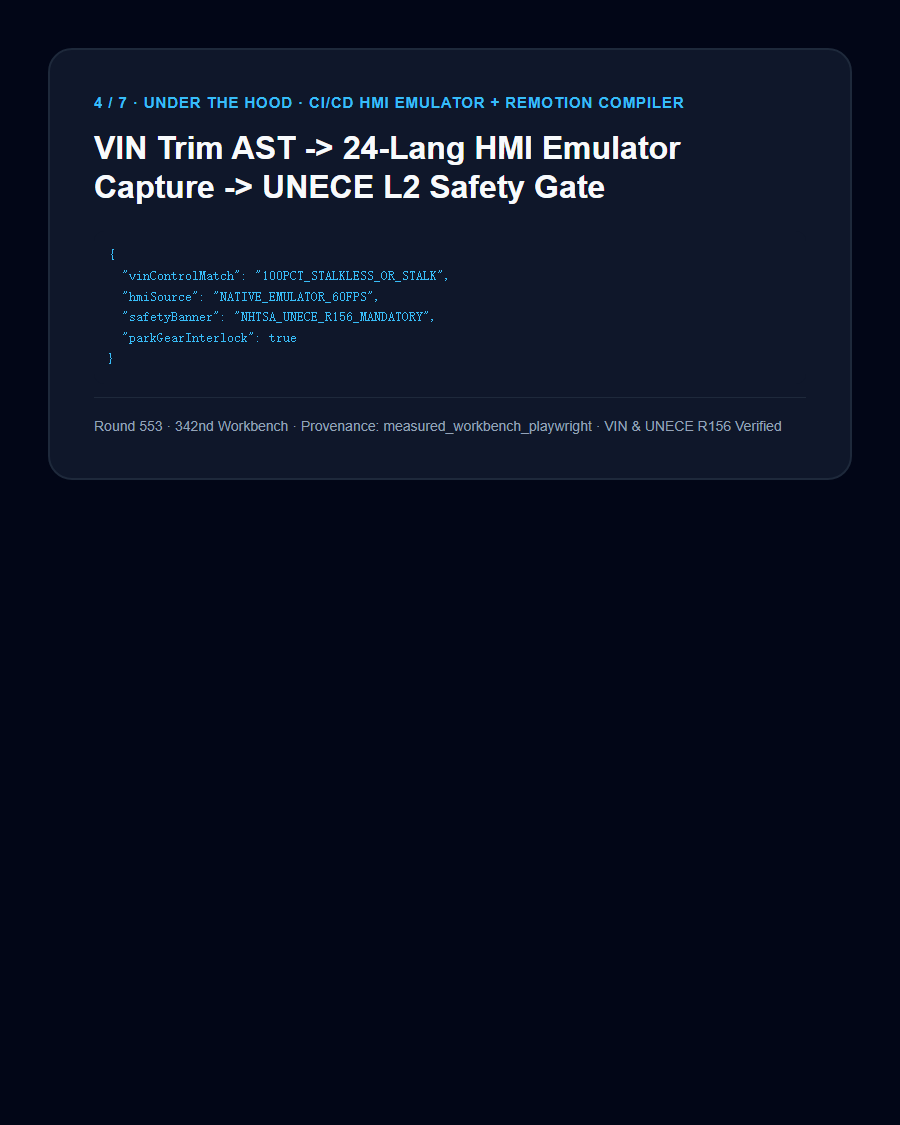 4 / 7 · UNDER THE HOOD · CI/CD HMI EMULATOR + REMOTION COMPILER
VIN Trim AST -> 24-Lang HMI Emulator
Capture -> UNECE L2 Safety Gate
{
"vinControlMatch": "100PCT_STALKLESS_OR_STALK",
"hmiSource": "NATIVE_EMULATOR_60FPS",
"safetyBanner": "NHTSA_UNECE_R156_MANDATORY",
"parkGearInterlock": true
}
Round 553 · 342nd Workbench · Provenance: measured_workbench_playwright · VIN & UNECE R156 Verified